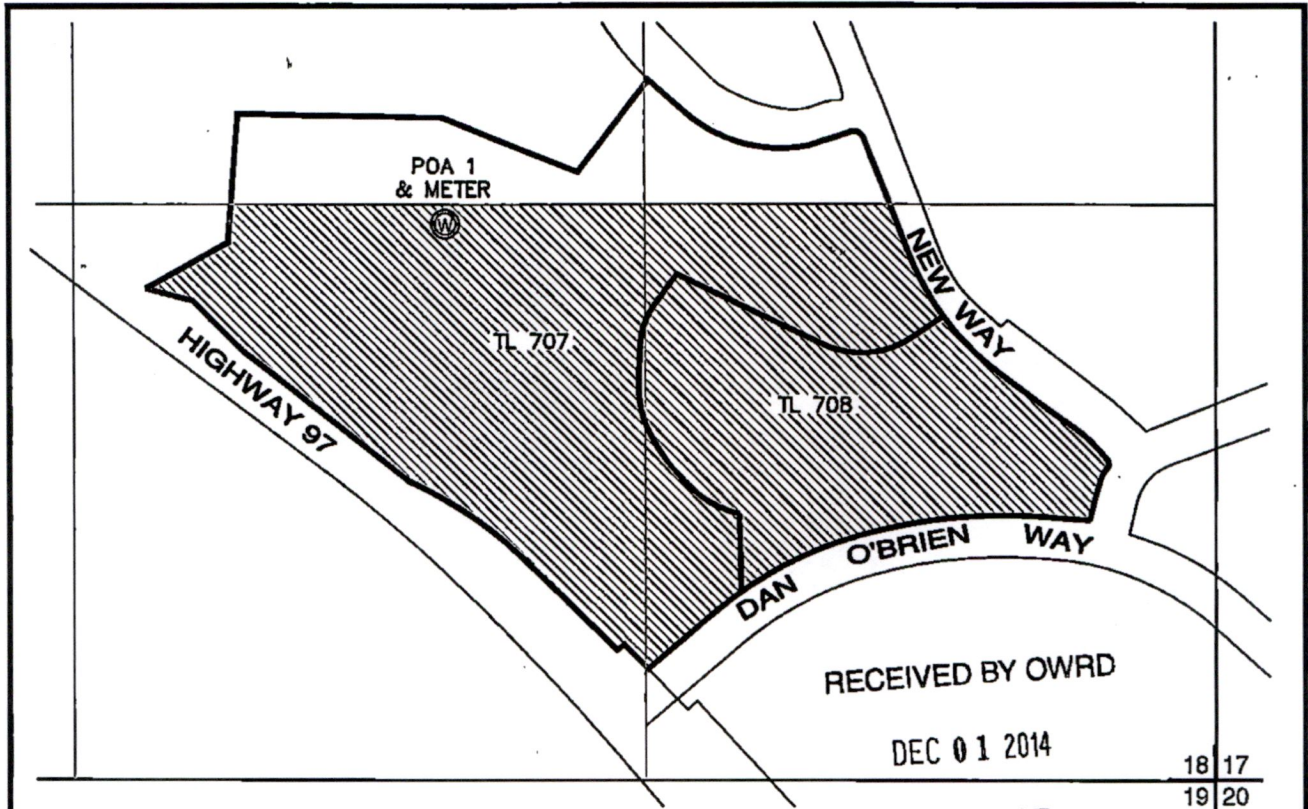 POA 1
& METER
W
NEW WAY
TL 707
HIGHWAY 97
TL 708
DAN O'BRIEN WAY
RECEIVED BY OWRD
DEC 01 2014
18 17
19 20